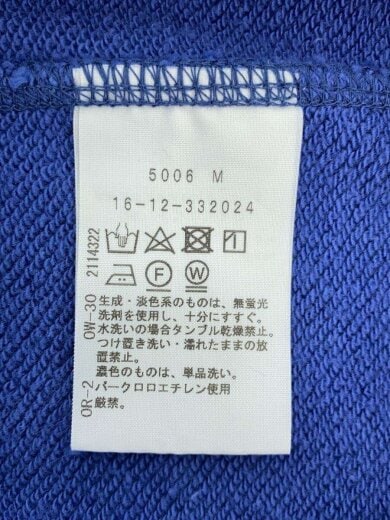 5006 M
16-12-332024
F W
生成・淡色系のものは、無蛍光
洗剤を使用し、十分にすすぐ。
水洗いの場合タンブル乾燥禁止。
つけ置き洗い・濡れたままの放
置禁止。
濃色のものは、単品洗い。
パークロロエチレン使用
厳禁。
2114322
OW-30
OR-2